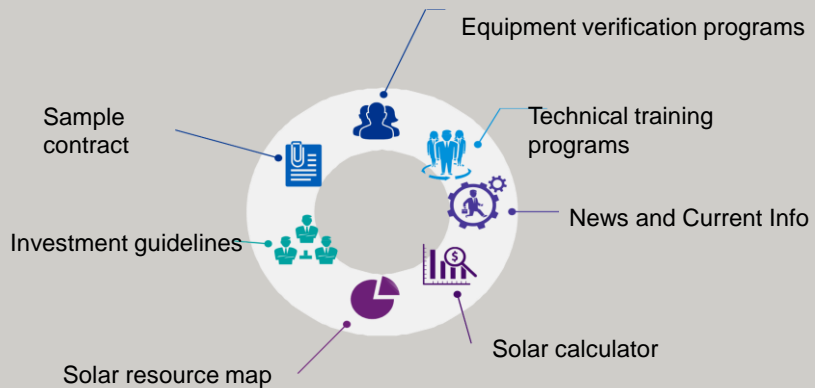 Equipment verification programs
Sample
contract
Technical training
programs
News and Current Info
Investment guidelines
Solar calculator
Solar resource map